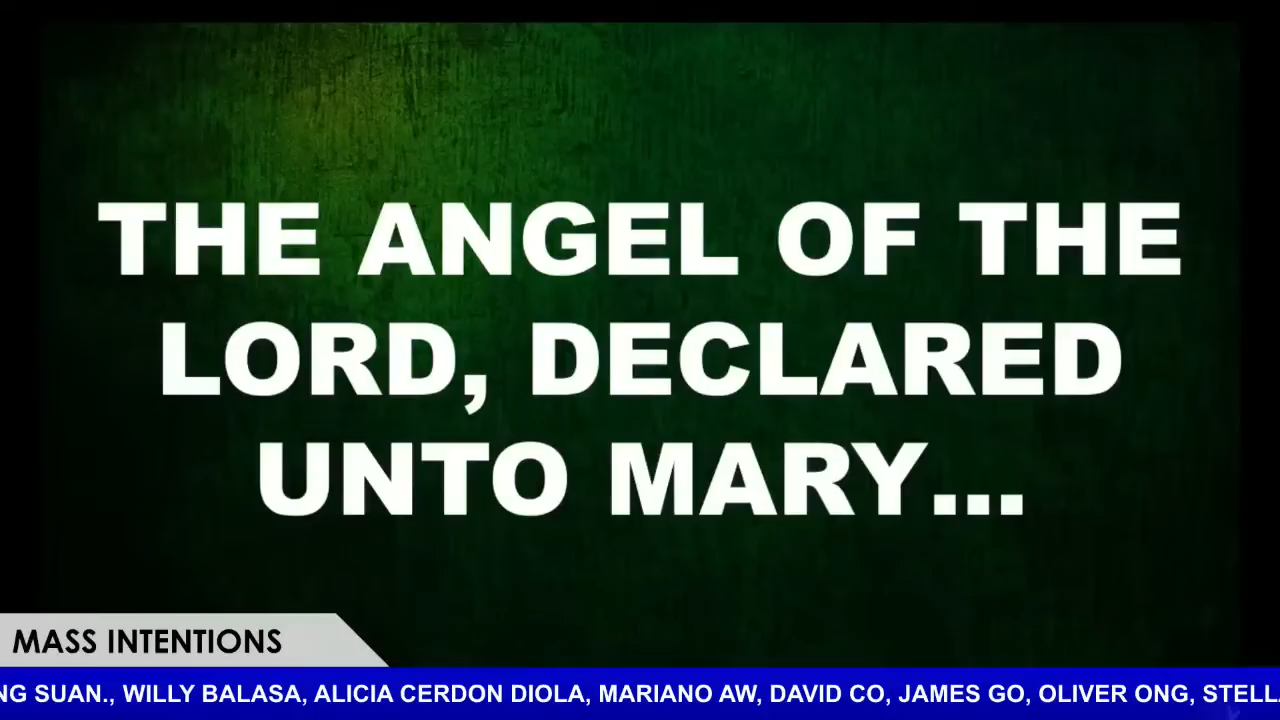 THE ANGEL OF THE
LORD, DECLARED
UNTO MARY...
MASS INTENTIONS
SUAN., WILLY BALASA, ALICIA CERDON DIOLA, MARIANO AW, DAVID CO, JAMES GO, OLIVER ONG,